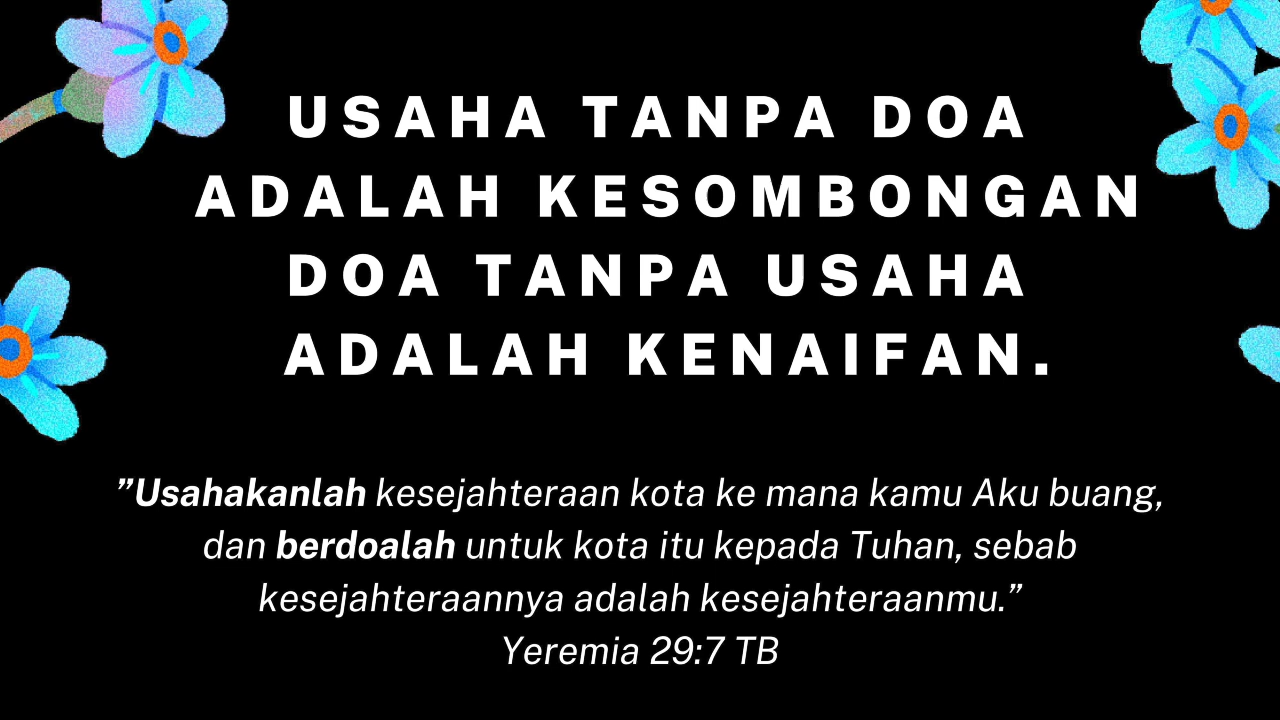 USAHA TANPA DOA
ADALAH KESOMBONGAN
DOA TANPA USAHA
ADALAH KENAIFAN.
”Usahakanlah kesejahteraan kota ke mana kamu Aku buang,
dan berdoalah untuk kota itu kepada Tuhan, sebab
kesejahteraannya adalah kesejahteraanmu.”
Yeremia 29:7 TB